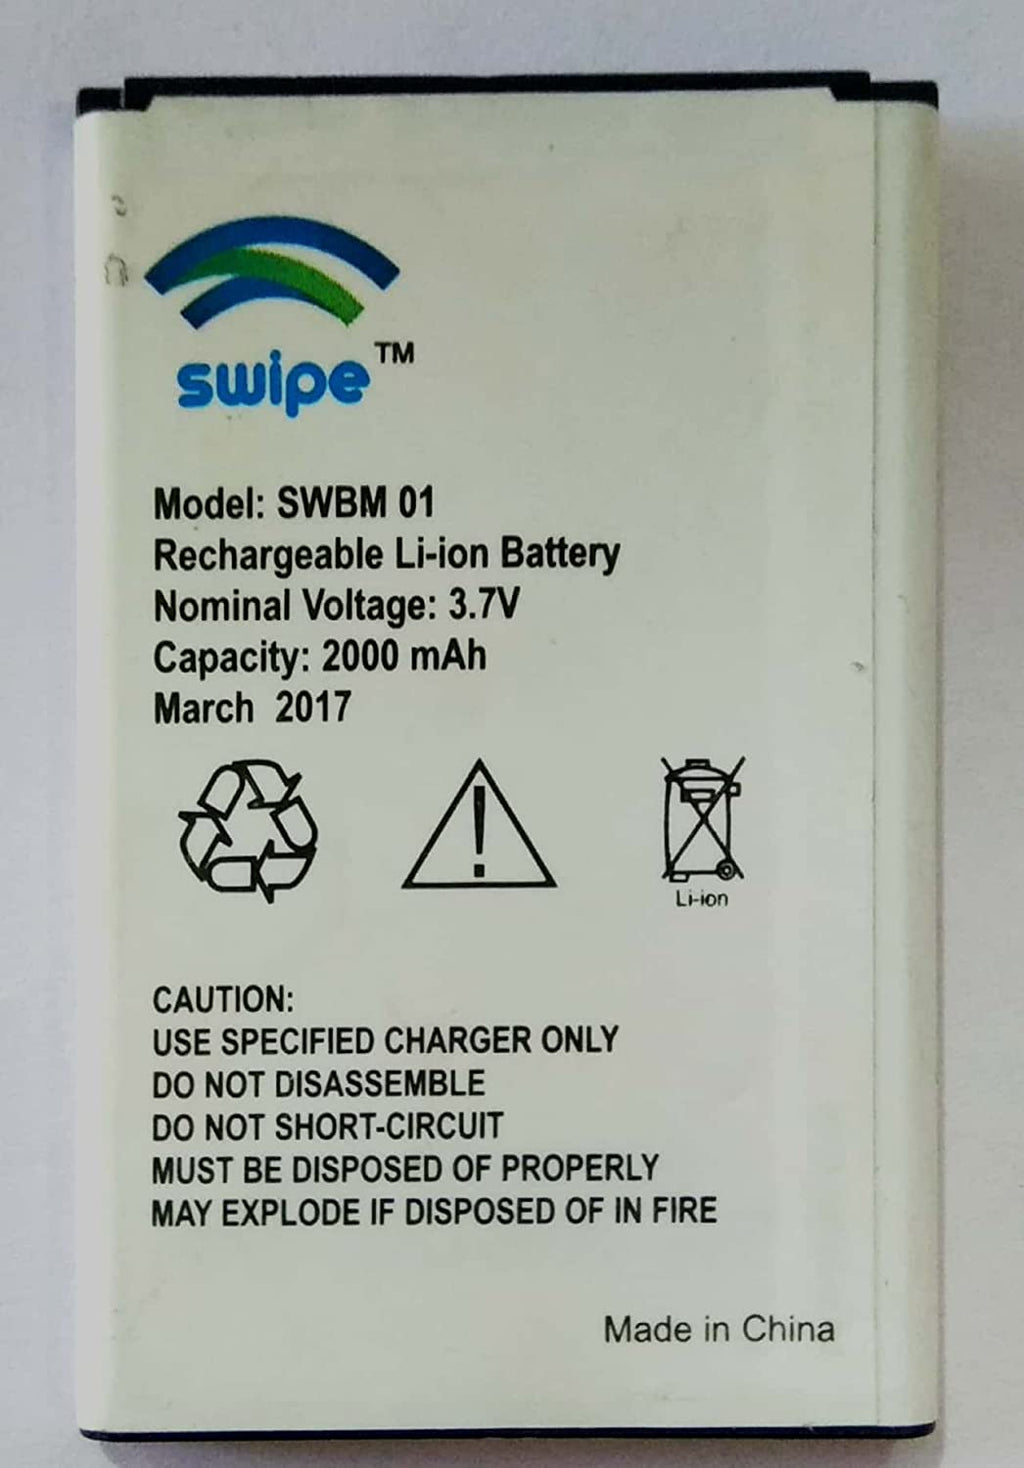 swipe™
Model: SWBM 01
Rechargeable Li-ion Battery
Nominal Voltage: 3.7V
Capacity: 2000 mAh
March 2017
Li-ion
CAUTION:
USE SPECIFIED CHARGER ONLY
DO NOT DISASSEMBLE
DO NOT SHORT-CIRCUIT
MUST BE DISPOSED OF PROPERLY
MAY EXPLODE IF DISPOSED OF IN FIRE
Made in China